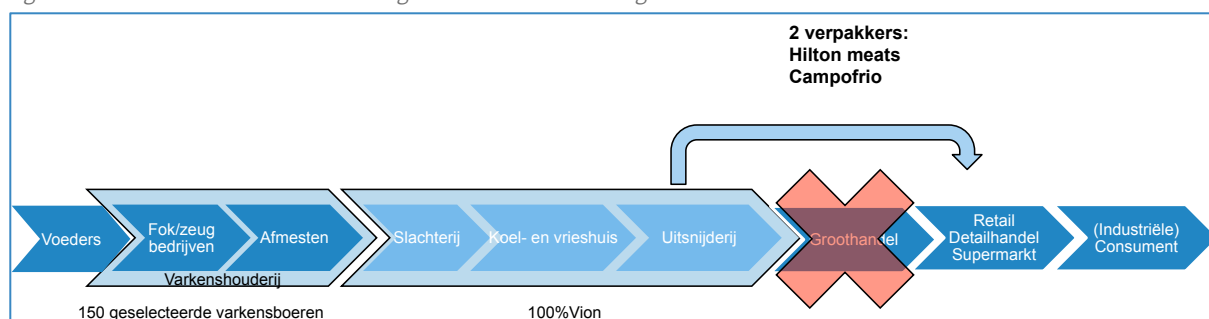 2 verpakkers:
Hilton meats
Campofrio
Voeders
Fok/zeug
bedrijven
Afmesten
Varkenshouderij
Slachterij
Koel- en vrieshuis
Uitsnijderij
Groothandel
Retail
Detailhandel
Supermarkt
(Industriële)
Consument
150 geselecteerde varkensboeren
100%Vion